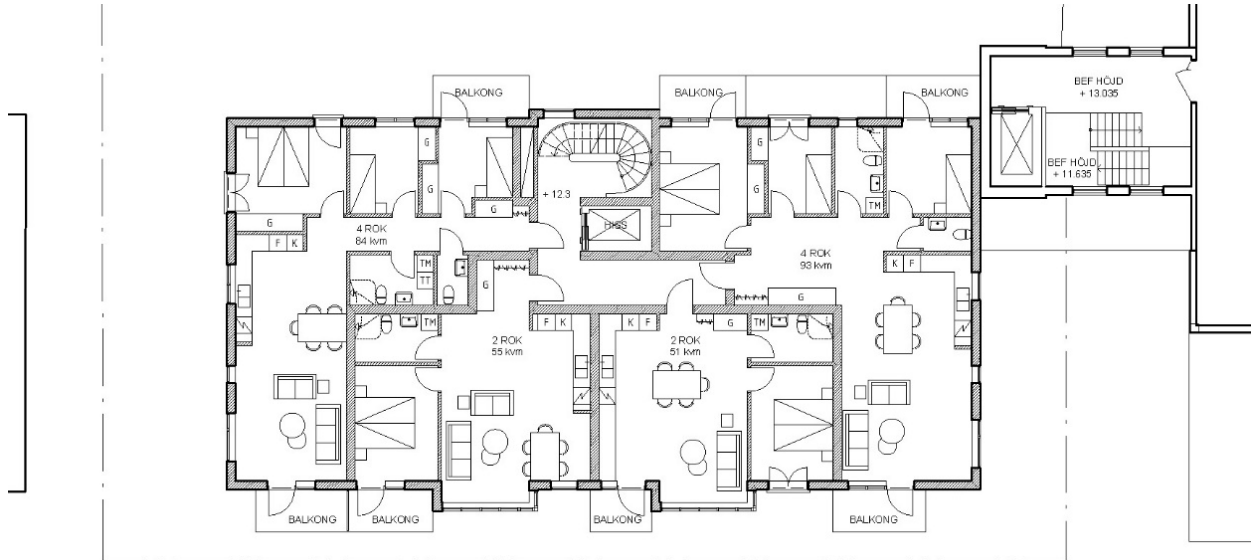 BEF HÖJD
+ 13.035
BALKONG
BALKONG
BALKONG
G
G
G
BEF HÖJD
+ 11.635
G
+ 12.3
TM
G
G
HISS
4 ROK
84 kvm
F K
4 ROK
93 kvm
TM
TT
K F
G
G
TM
F K
K F
G
TM
2 ROK
55 kvm
2 ROK
51 kvm
BALKONG
BALKONG
BALKONG
BALKONG